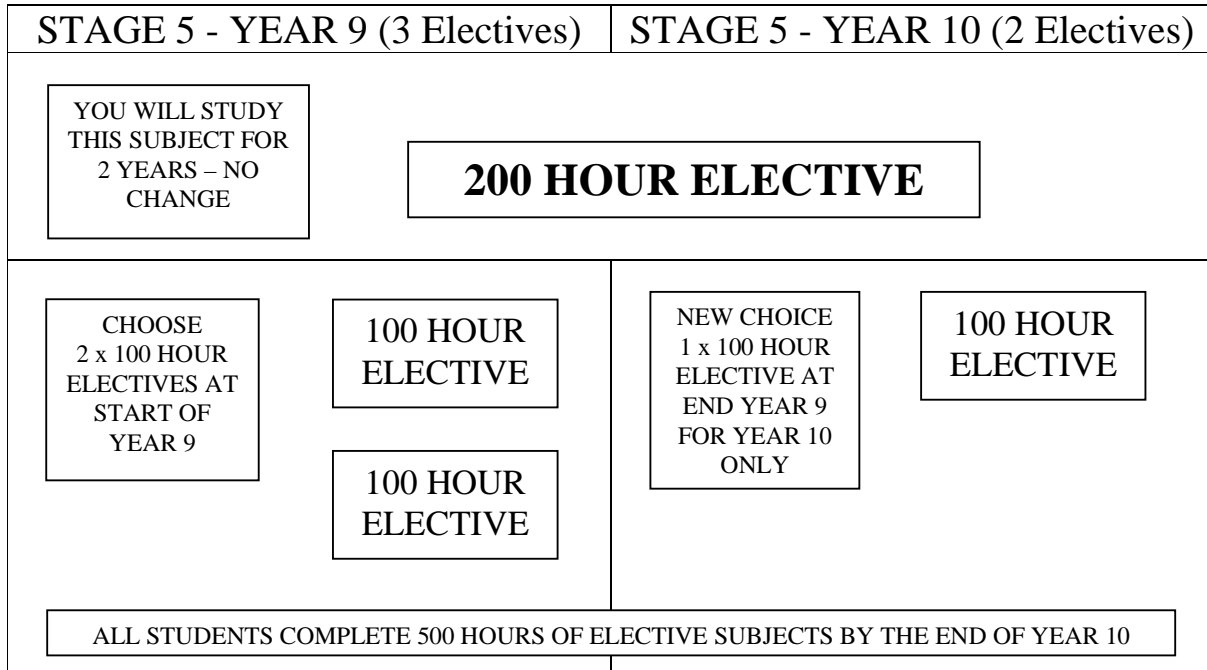 STAGE 5 - YEAR 9 (3 Electives)
STAGE 5 - YEAR 10 (2 Electives)
YOU WILL STUDY
THIS SUBJECT FOR
2 YEARS – NO
CHANGE
200 HOUR ELECTIVE
CHOOSE
2 x 100 HOUR
ELECTIVES AT
START OF
YEAR 9
100 HOUR
ELECTIVE
100 HOUR
ELECTIVE
NEW CHOICE
1 x 100 HOUR
ELECTIVE AT
END YEAR 9
FOR YEAR 10
ONLY
100 HOUR
ELECTIVE
ALL STUDENTS COMPLETE 500 HOURS OF ELECTIVE SUBJECTS BY THE END OF YEAR 10